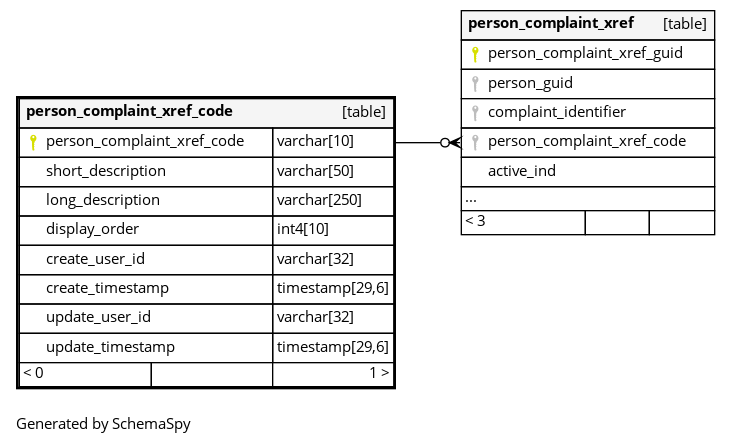 person_complaint_xref [table]
person_complaint_xref_guid
person_guid
complaint_identifier
person_complaint_xref_code
active_ind
...
< 3
person_complaint_xref_code [table]
person_complaint_xref_code varchar[10]
short_description varchar[50]
long_description varchar[250]
display_order int4[10]
create_user_id varchar[32]
create_timestamp timestamp[29,6]
update_user_id varchar[32]
update_timestamp timestamp[29,6]
< 0 1 >
Generated by SchemaSpy